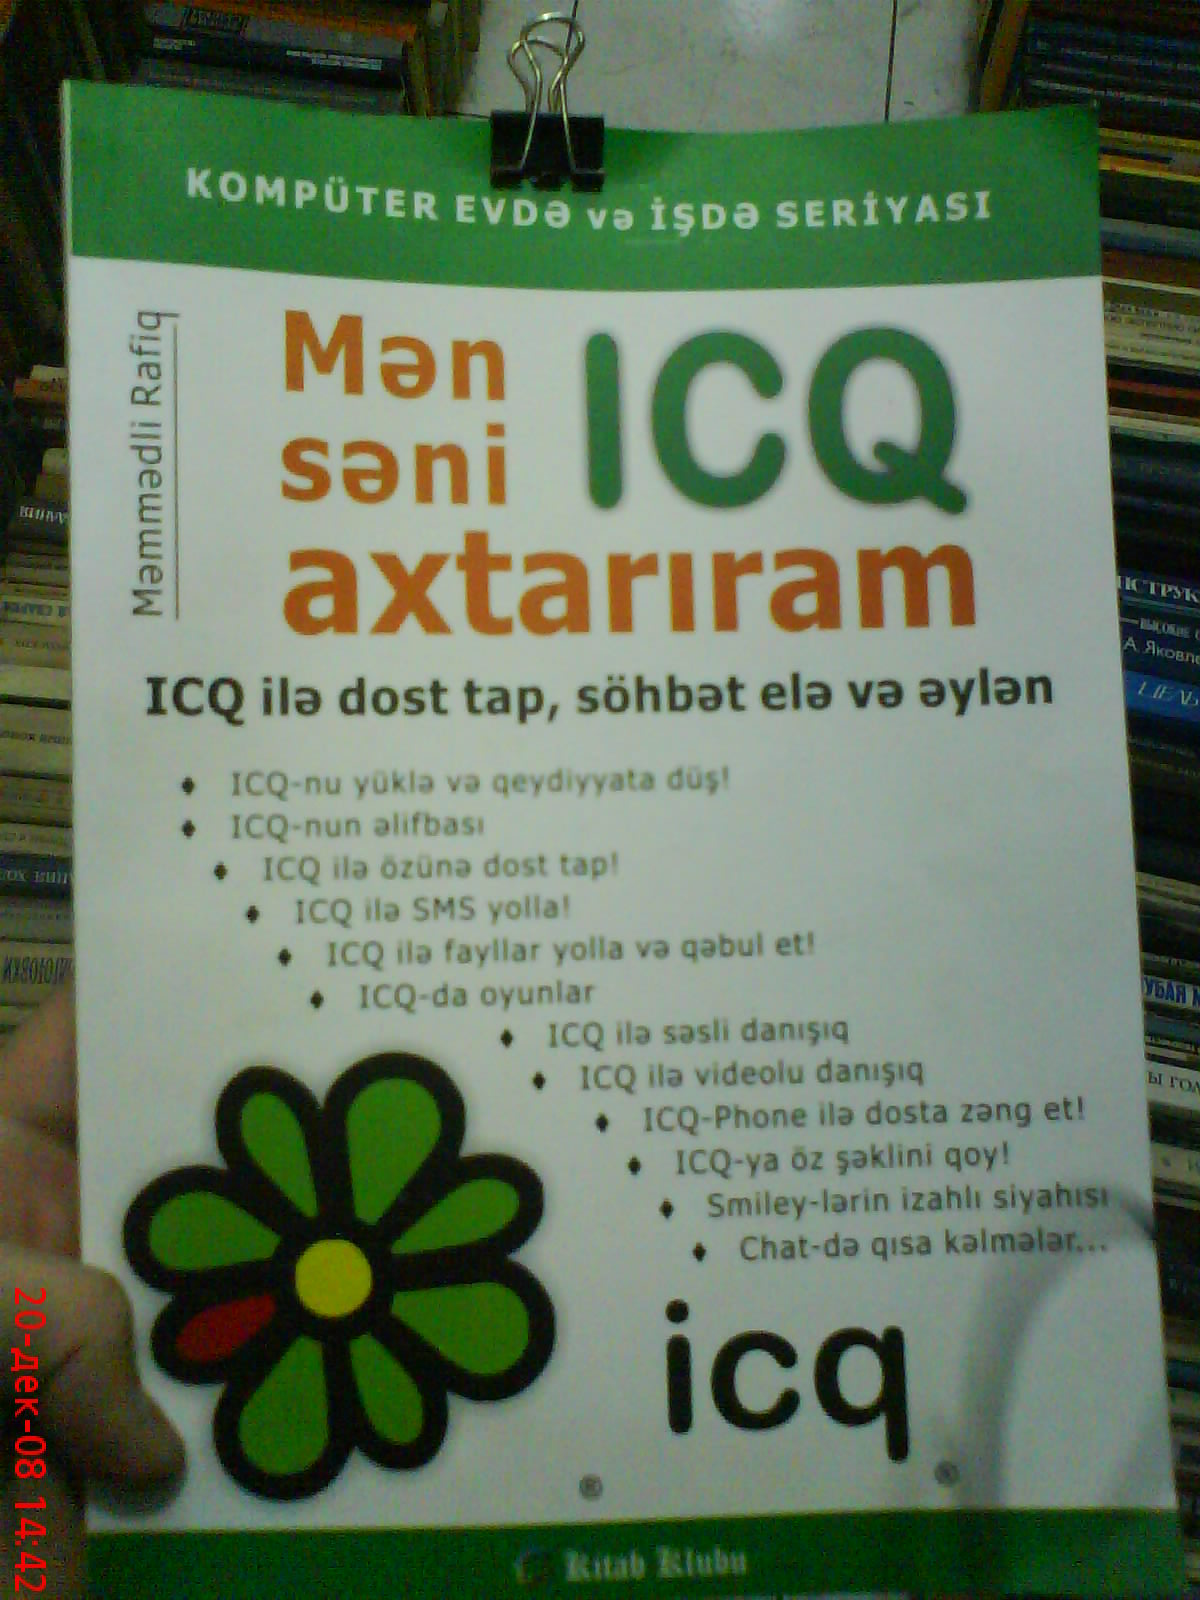 KOMPÜTER EVDƏ və İŞDƏ SERİYASI
Məmmədli Rafiq
Mən
səni
ICQ
axtarıram
ICQ ilə dost tap, söhbət elə və əylən
♦ ICQ-nu yüklə və qeydiyyata düş!
♦ ICQ-nun əlifbası
♦ ICQ ilə özünə dost tap!
♦ ICQ ilə SMS yolla!
♦ ICQ ilə fayllar yolla və qəbul et!
♦ ICQ-da oyunlar
♦ ICQ ilə səsli danışıq
♦ ICQ ilə videolu danışıq
♦ ICQ-Phone ilə dosta zəng et!
♦ ICQ-ya öz şəklini qoy!
♦ Smiley-lərin izahlı siyahısı
♦ Chat-də qısa kəlmələr...
icq
® ®
Kitab Klubu
20-дек-08 14:42
А. Яковле